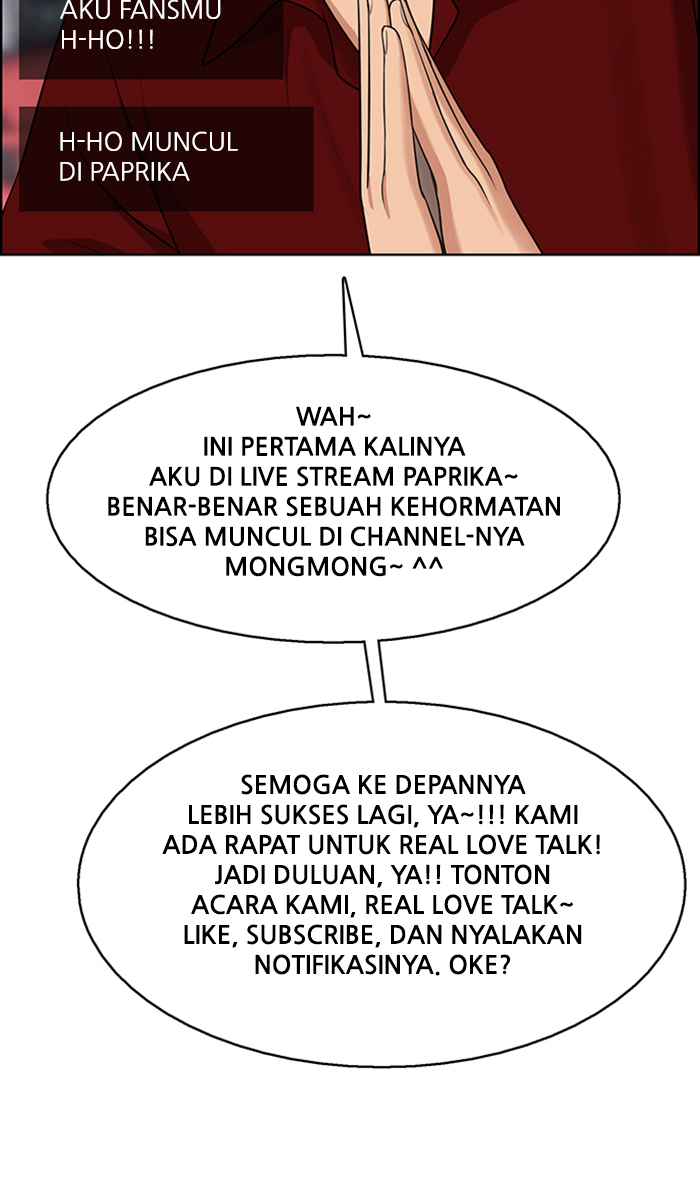 AKU FANSMU
H-HO!!!
H-HO MUNCUL
DI PAPRIKA
WAH~
INI PERTAMA KALINYA
AKU DI LIVE STREAM PAPRIKA~
BENAR-BENAR SEBUAH KEHORMATAN
BISA MUNCUL DI CHANNEL-NYA
MONGMONG~ ^^
SEMOGA KE DEPANNYA
LEBIH SUKSES LAGI, YA~!!! KAMI
ADA RAPAT UNTUK REAL LOVE TALK!
JADI DULUAN, YA!! TONTON
ACARA KAMI, REAL LOVE TALK~
LIKE, SUBSCRIBE, DAN NYALAKAN
NOTIFIKASINYA. OKE?